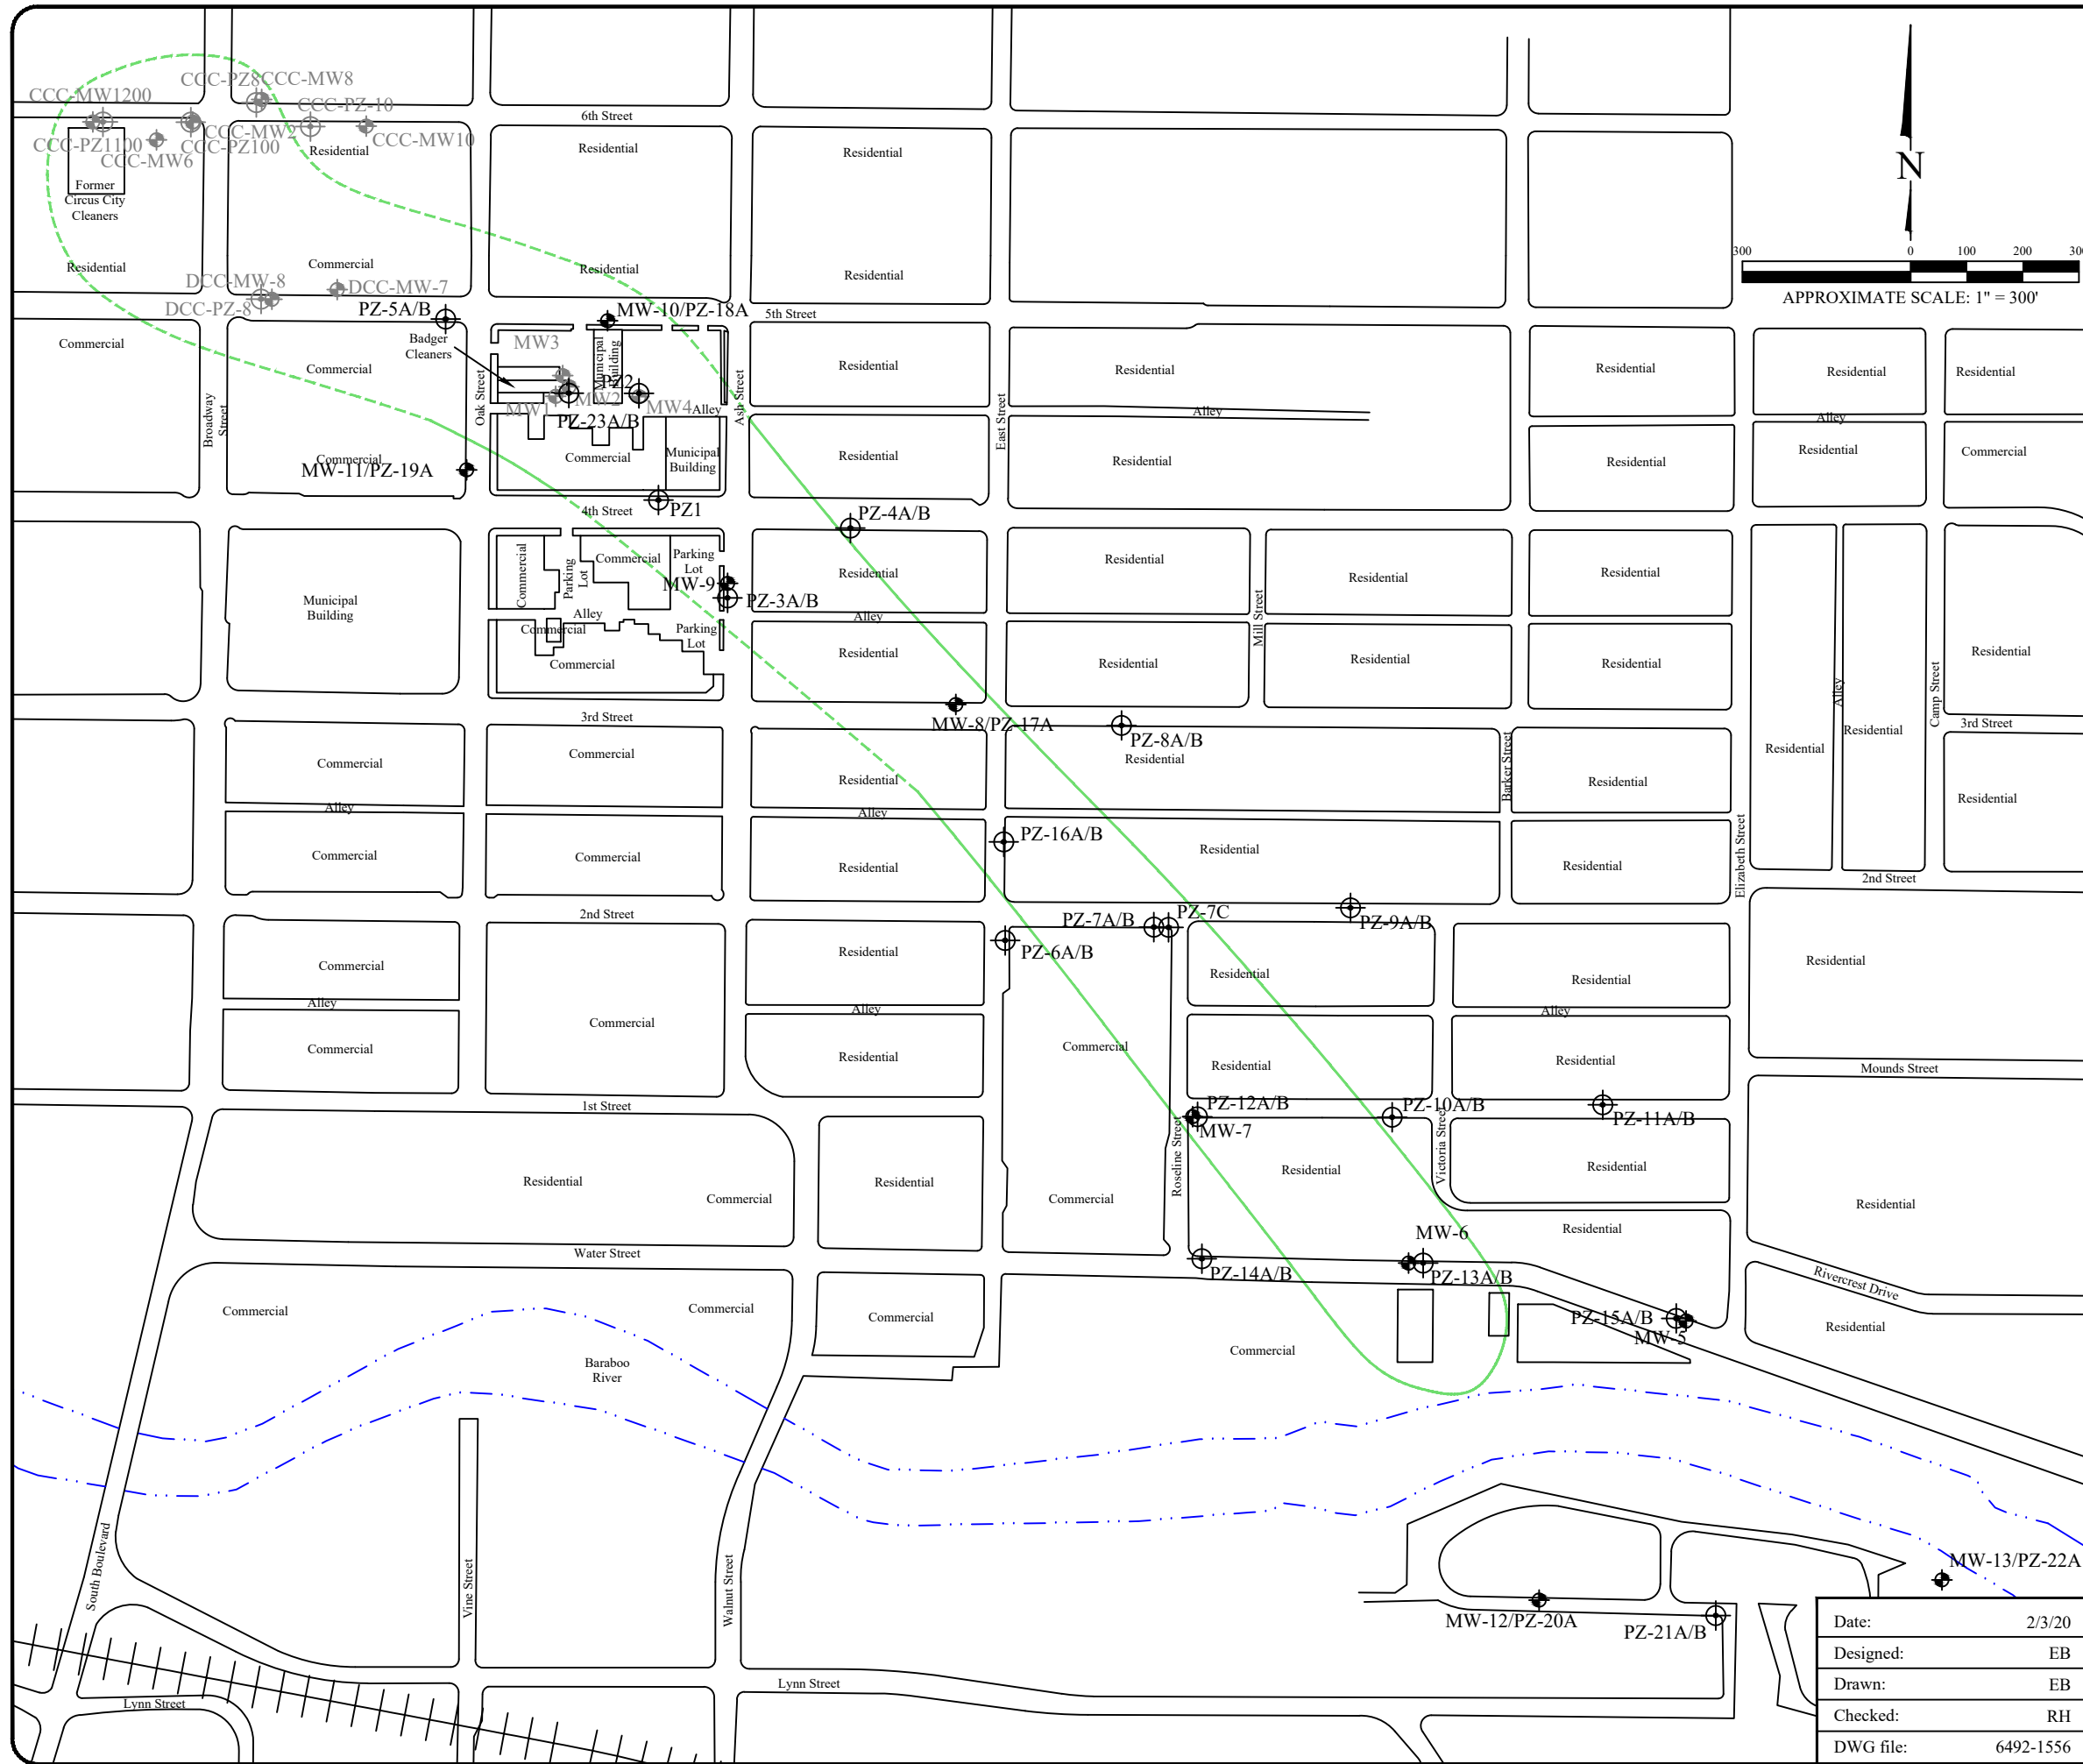 CCC-PZ8
CCC-MW8
CCC-MW1200
CCC-PZ-10
CCC-MW2
CCC-MW10
CCC-PZ1100
CCC-PZ100
CCC-MW6
6th Street
Residential
Residential
Residential
N
Former
Circus City
Cleaners
Residential
Commercial
Residential
Residential
300
0
100
200
300
APPROXIMATE SCALE: 1" = 300'
DCC-MW-8
DCC-MW-7
DCC-PZ-8
PZ-5A/B
MW-10/PZ-18A
5th Street
Badger
Cleaners
MW3
Municipal
Building
Commercial
Commercial
Residential
Residential
Residential
Residential
Residential
PZ2
MW1
MW2
MW4
Alley
PZ-23A/B
Oak Street
Ash Street
Broadway
Street
East Street
Alley
Alley
Commercial
MW-11/PZ-19A
Commercial
Municipal
Building
Residential
Residential
Residential
Residential
Commercial
PZ1
4th Street
PZ-4A/B
Commercial
Parking
Lot
Commercial
Parking
Lot
MW-9
PZ-3A/B
Residential
Residential
Residential
Residential
Municipal
Building
Alley
Alley
Commercial
Parking
Lot
Commercial
Residential
Residential
Residential
Residential
Mill Street
Alley
Camp Street
Residential
Residential
Residential
3rd Street
3rd Street
MW-8/PZ-17A
PZ-8A/B
Residential
Commercial
Commercial
Residential
Barker Street
Residential
Residential
Alley
Alley
PZ-16A/B
Commercial
Commercial
Residential
Residential
Residential
Elizabeth Street
2nd Street
2nd Street
PZ-7A/B
PZ-7C
PZ-9A/B
PZ-6A/B
Commercial
Residential
Residential
Residential
Residential
Alley
Alley
Alley
Commercial
Commercial
Residential
Commercial
Residential
Residential
Mounds Street
1st Street
PZ-12A/B
MW-7
PZ-10A/B
PZ-11A/B
Roseline Street
Victoria Street
Residential
Commercial
Residential
Commercial
Residential
Residential
Residential
Residential
Water Street
MW-6
PZ-14A/B
PZ-13A/B
Rivercrest Drive
Commercial
Commercial
Commercial
PZ-15A/B
MW-5
Residential
Commercial
Baraboo
River
South Boulevard
Vine Street
Walnut Street
MW-13/PZ-22A
MW-12/PZ-20A
PZ-21A/B
Lynn Street
Lynn Street
Date: 2/3/20
Designed: EB
Drawn: EB
Checked: RH
DWG file: 6492-1556